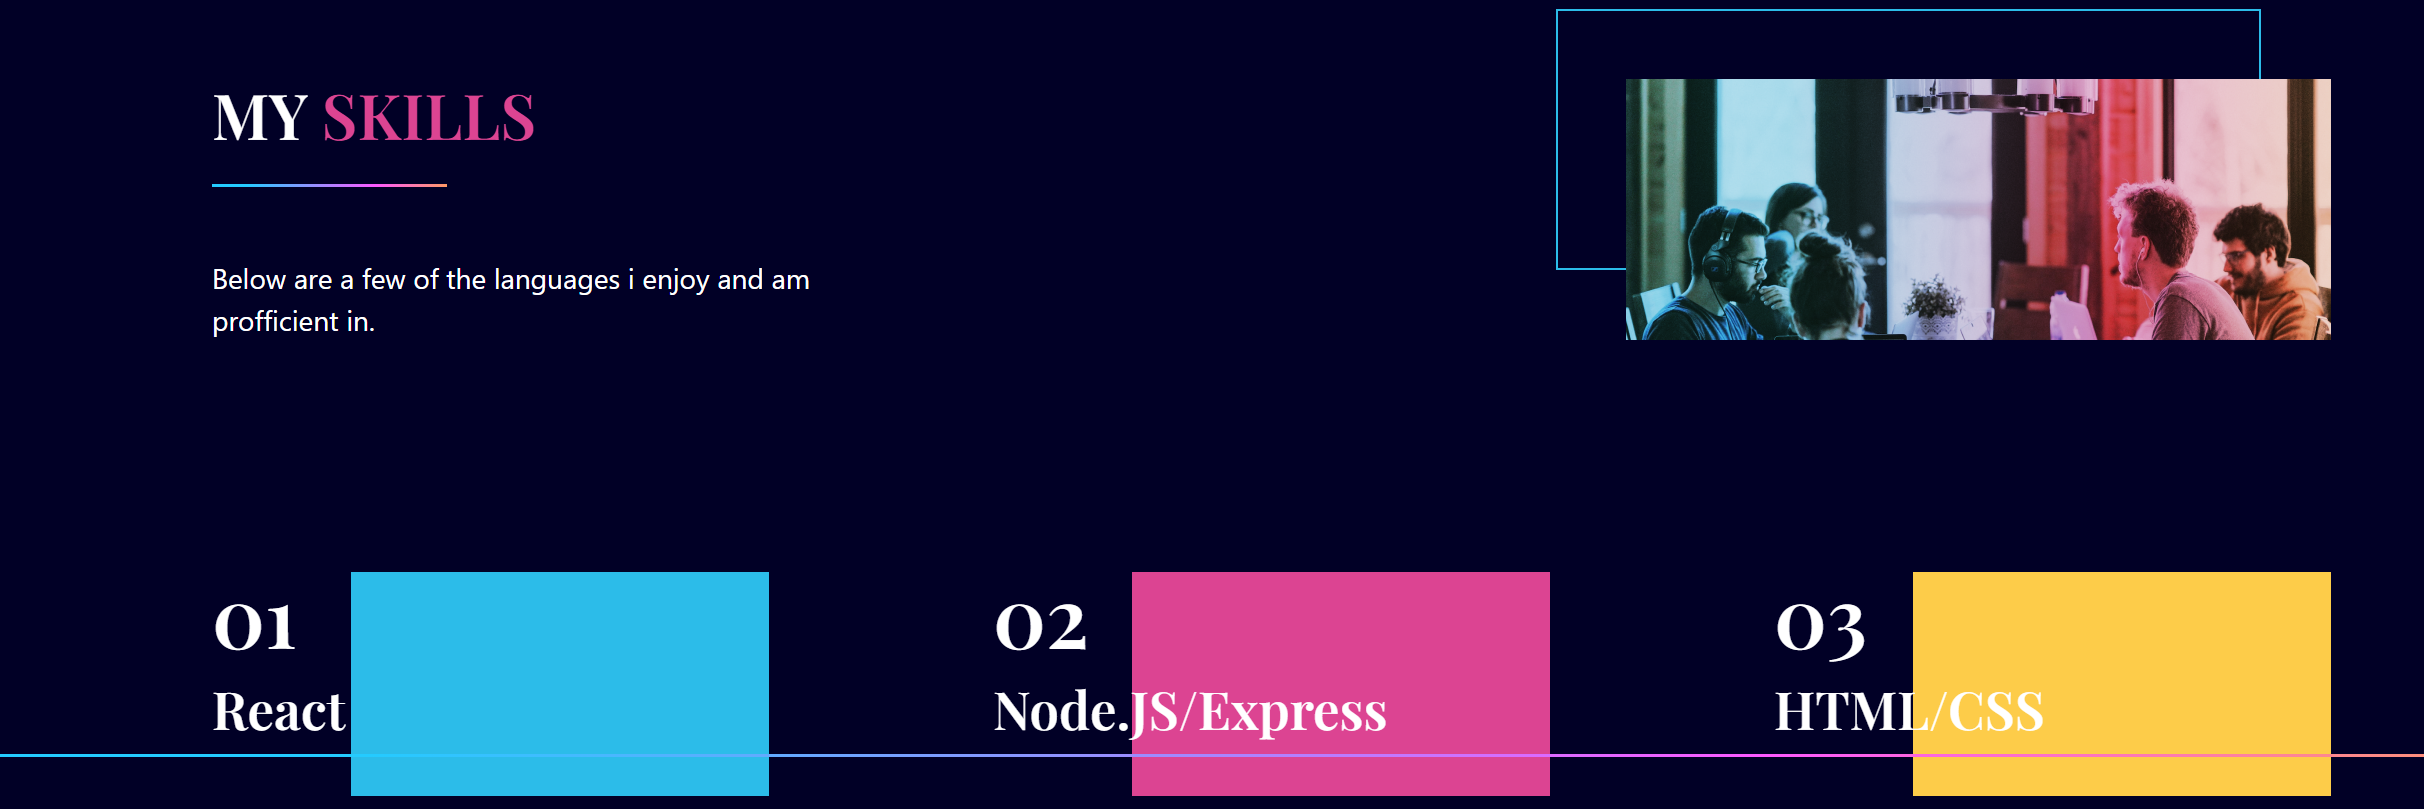 MY SKILLS
Below are a few of the languages i enjoy and am
profficient in.
01
React
02
Node.JS/Express
03
HTML/CSS